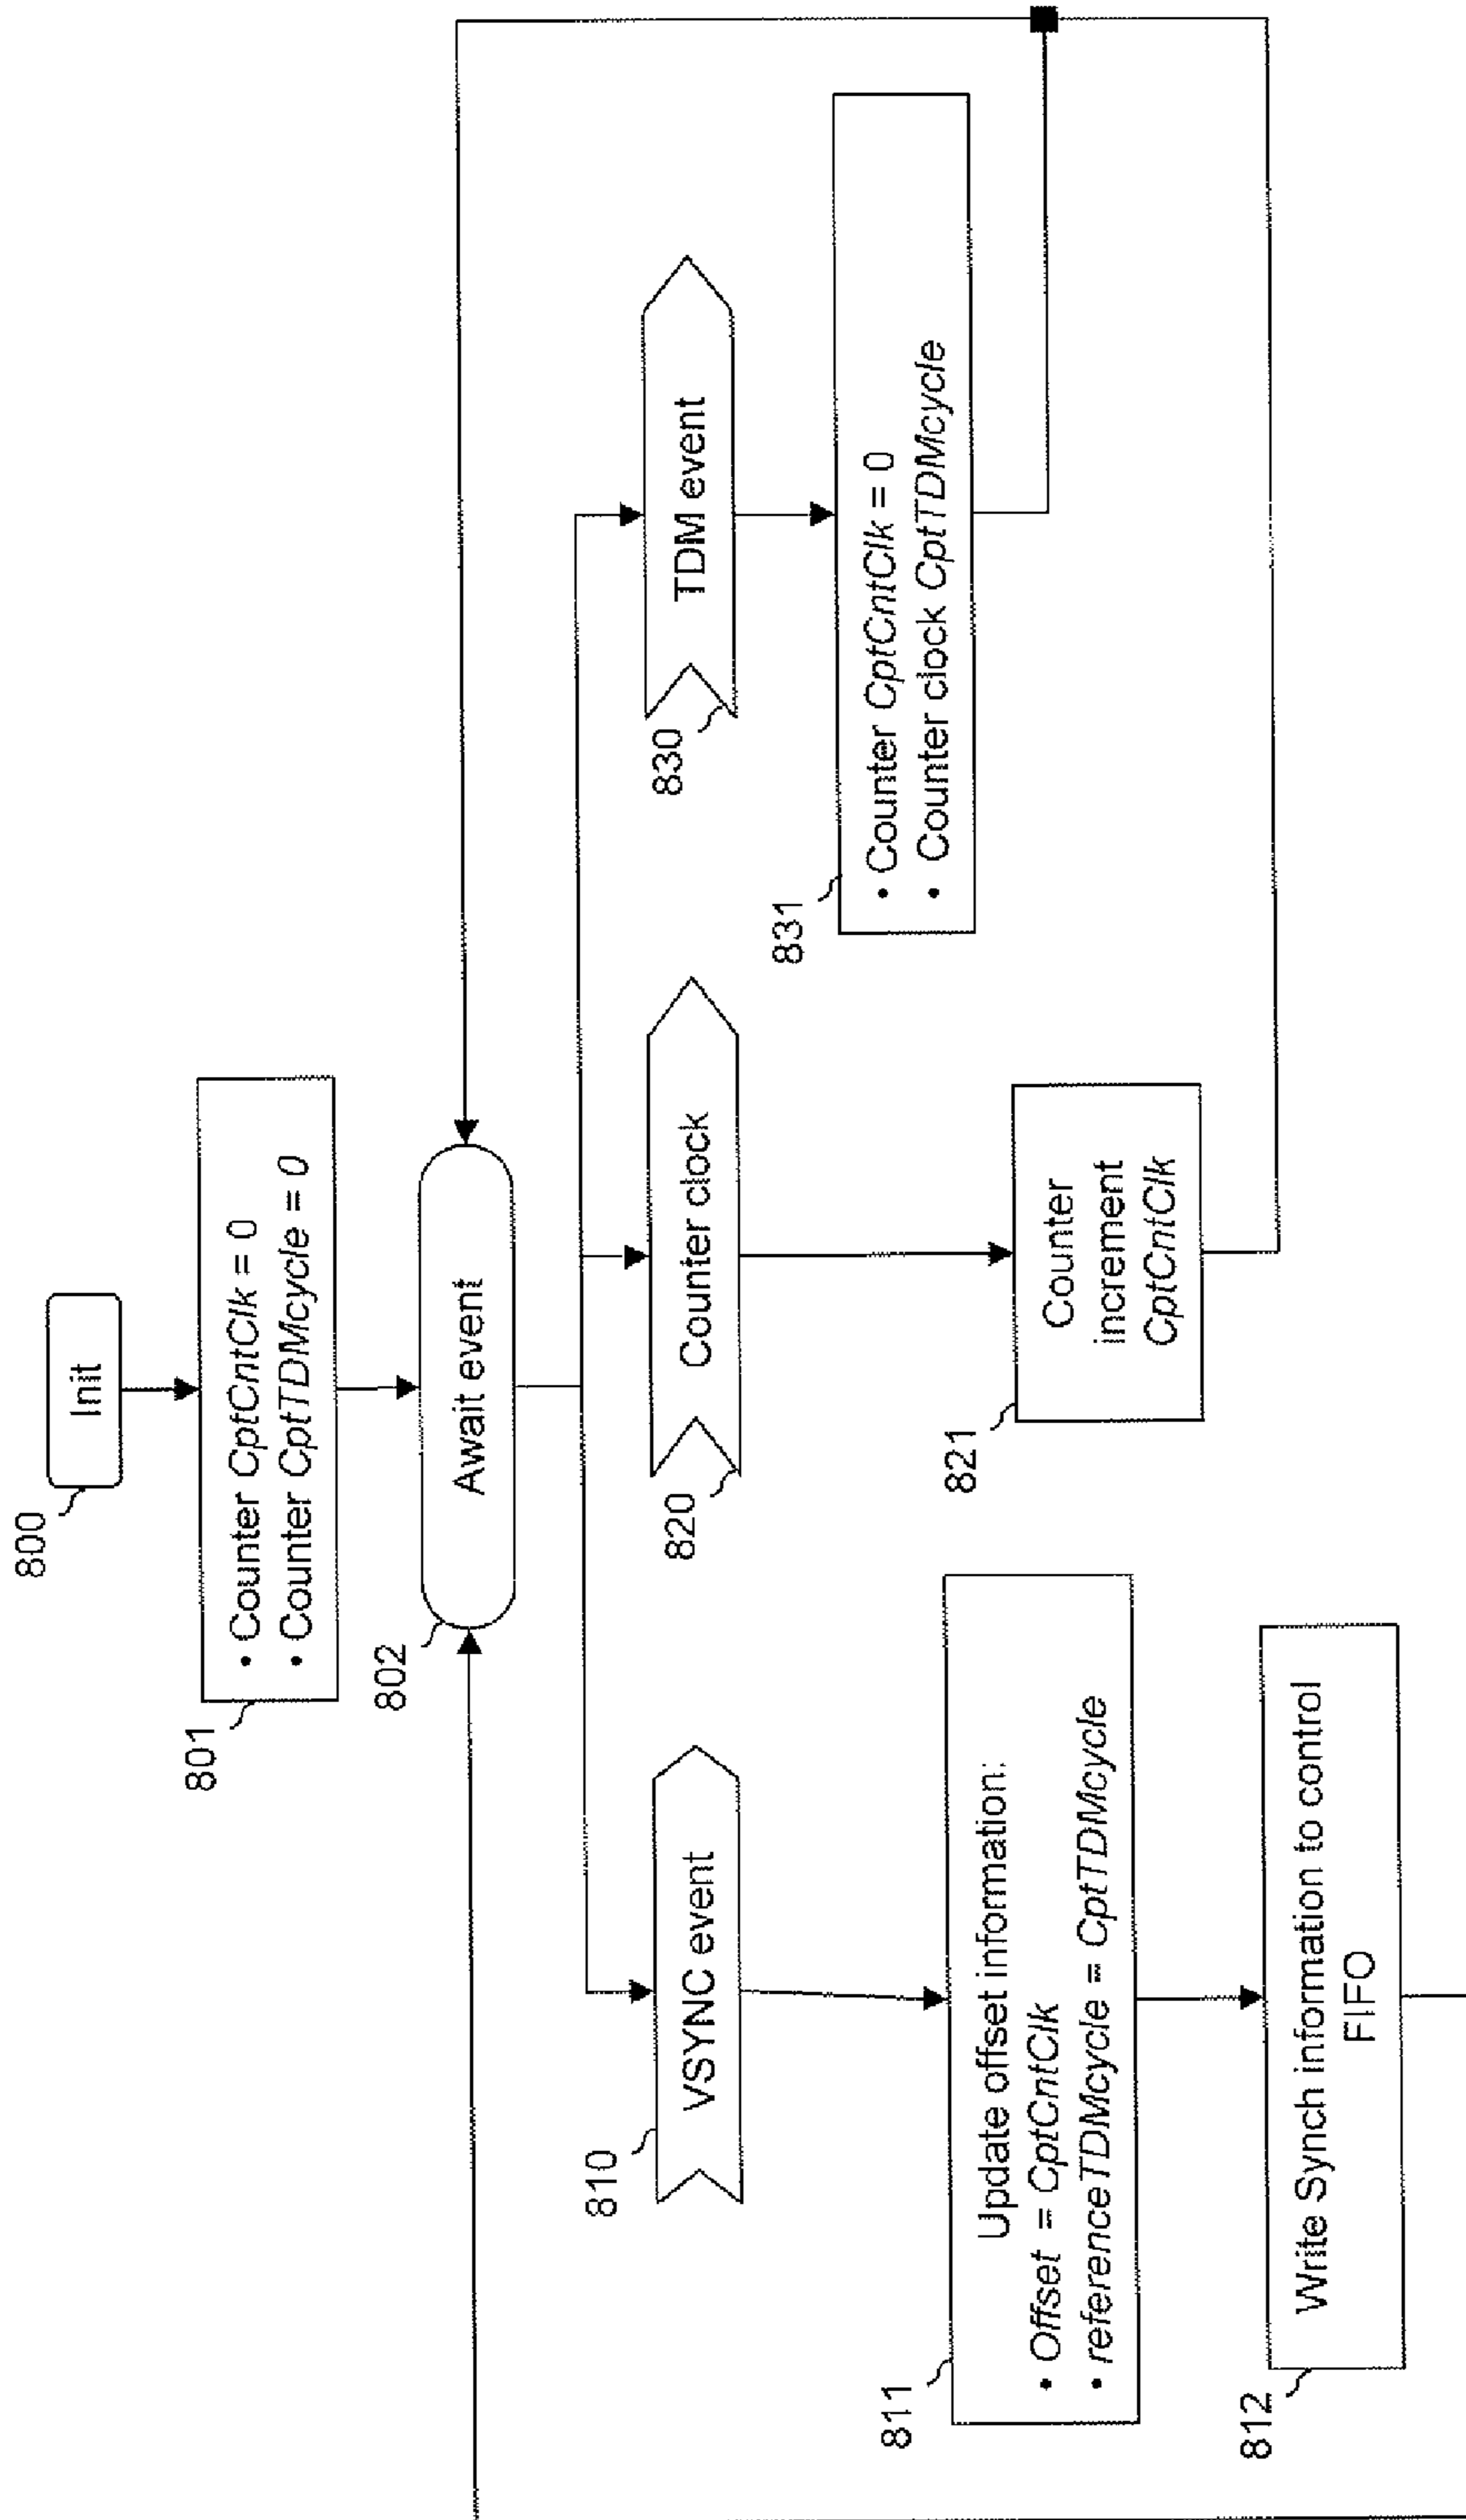 800
Init
801
• Counter CptCntClk = 0
• Counter CptTDMcycle = 0
802
Await event
810
VSYNC event
820
Counter clock
830
TDM event
811
Update offset information:
• Offset = CptCntClk
• referenceTDMcycle = CptTDMcycle
821
Counter
increment
CptCntClk
831
• Counter CptCntClk = 0
• Counter clock CptTDMcycle
812
Write Synch information to control
FIFO